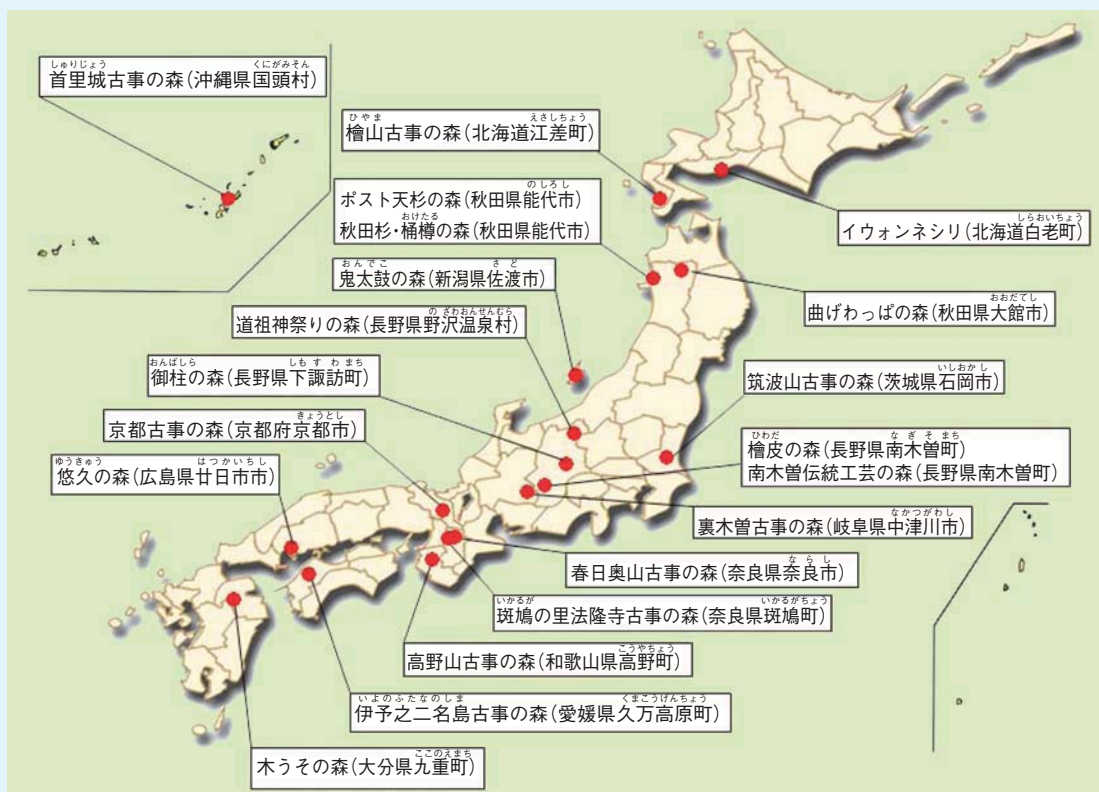 首里城古事の森(沖縄県国頭村)
檜山古事の森(北海道江差町)
ポスト天杉の森(秋田県能代市)
秋田杉・桶樽の森(秋田県能代市)
イウォンネシリ(北海道白老町)
鬼太鼓の森(新潟県佐渡市)
曲げわっぱの森(秋田県大館市)
道祖神祭りの森(長野県野沢温泉村)
御柱の森(長野県下諏訪町)
筑波山古事の森(茨城県石岡市)
京都古事の森(京都府京都市)
檜皮の森(長野県南木曽町)
南木曽伝統工芸の森(長野県南木曽町)
悠久の森(広島県廿日市市)
裏木曽古事の森(岐阜県中津川市)
春日奥山古事の森(奈良県奈良市)
斑鳩の里法隆寺古事の森(奈良県斑鳩町)
高野山古事の森(和歌山県高野町)
伊予之二名島古事の森(愛媛県久万高原町)
木うその森(大分県九重町)